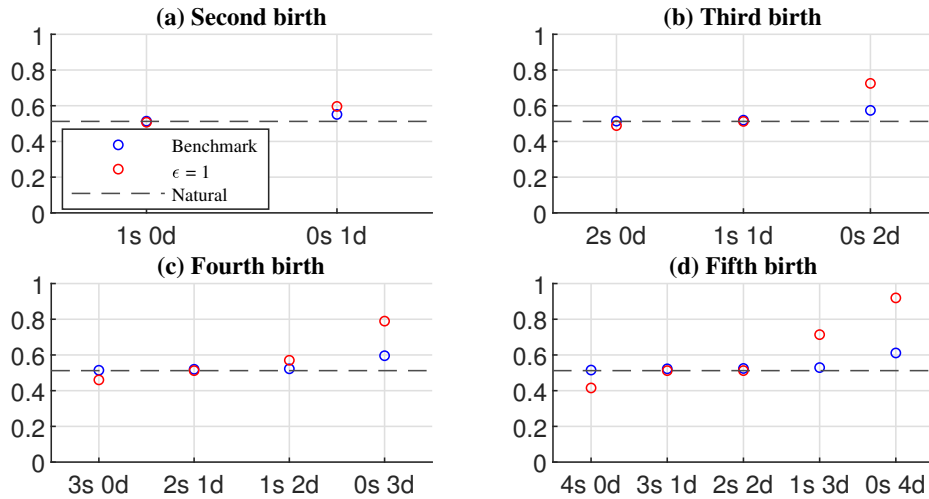 (a) Second birth
1
0.8
0.6
0.4
0.2
0
Benchmark
ϵ = 1
Natural
1s 0d
0s 1d
(b) Third birth
1
0.8
0.6
0.4
0.2
0
2s 0d
1s 1d
0s 2d
(c) Fourth birth
1
0.8
0.6
0.4
0.2
0
3s 0d
2s 1d
1s 2d
0s 3d
(d) Fifth birth
1
0.8
0.6
0.4
0.2
0
4s 0d
3s 1d
2s 2d
1s 3d
0s 4d